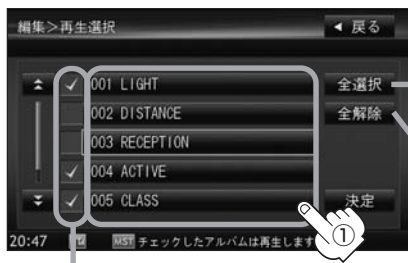 編集>再生選択 ◀ 戻る
001 LIGHT 全選択
002 DISTANCE 全解除
003 RECEPTION
004 ACTIVE
005 CLASS 決定
①
20:47 MST チェックしたアルバムは再生します